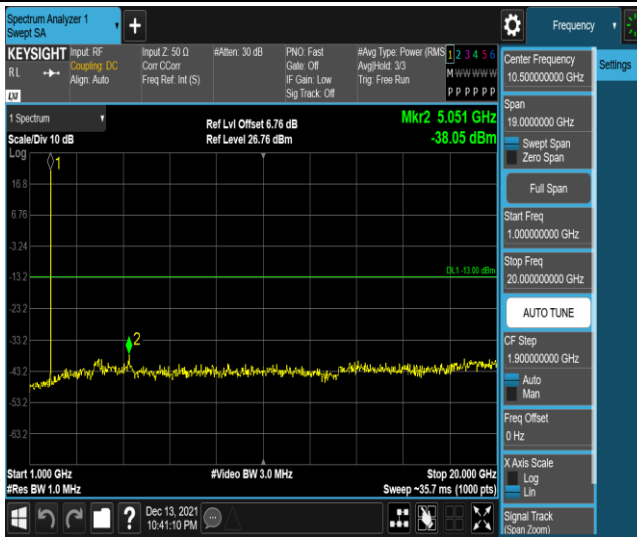 Spectrum Analyzer 1
Swept SA
Frequency
KEYSIGHT
RL
LXI
Input: RF
Coupling: DC
Align: Auto
Input Z: 50 Ω
Corr CCorr
Freq Ref: Int (S)
#Atten: 30 dB
PNO: Fast
Gate: Off
IF Gain: Low
Sig Track: Off
#Avg Type: Power (RMS
Avg|Hold: 3/3
Trig: Free Run
1 2 3 4 5 6
M W W W W W
P P P P P P
1 Spectrum
Scale/Div 10 dB
Log
Ref Lvl Offset 6.76 dB
Ref Level 26.76 dBm
Mkr2 5.051 GHz
-38.05 dBm
1
16.8
6.76
-3.24
-13.2
DL1 -13.00 dBm
-23.2
-33.2
2
-43.2
-53.2
-63.2
Start 1.000 GHz
#Res BW 1.0 MHz
#Video BW 3.0 MHz
Stop 20.000 GHz
Sweep ~35.7 ms (1000 pts)
?
Dec 13, 2021
10:41:10 PM
Center Frequency
10.500000000 GHz
Settings
Span
19.0000000 GHz
Swept Span
Zero Span
Full Span
Start Freq
1.000000000 GHz
Stop Freq
20.000000000 GHz
AUTO TUNE
CF Step
1.900000000 GHz
Auto
Man
Freq Offset
0 Hz
X Axis Scale
Log
Lin
Signal Track
(Span Zoom)